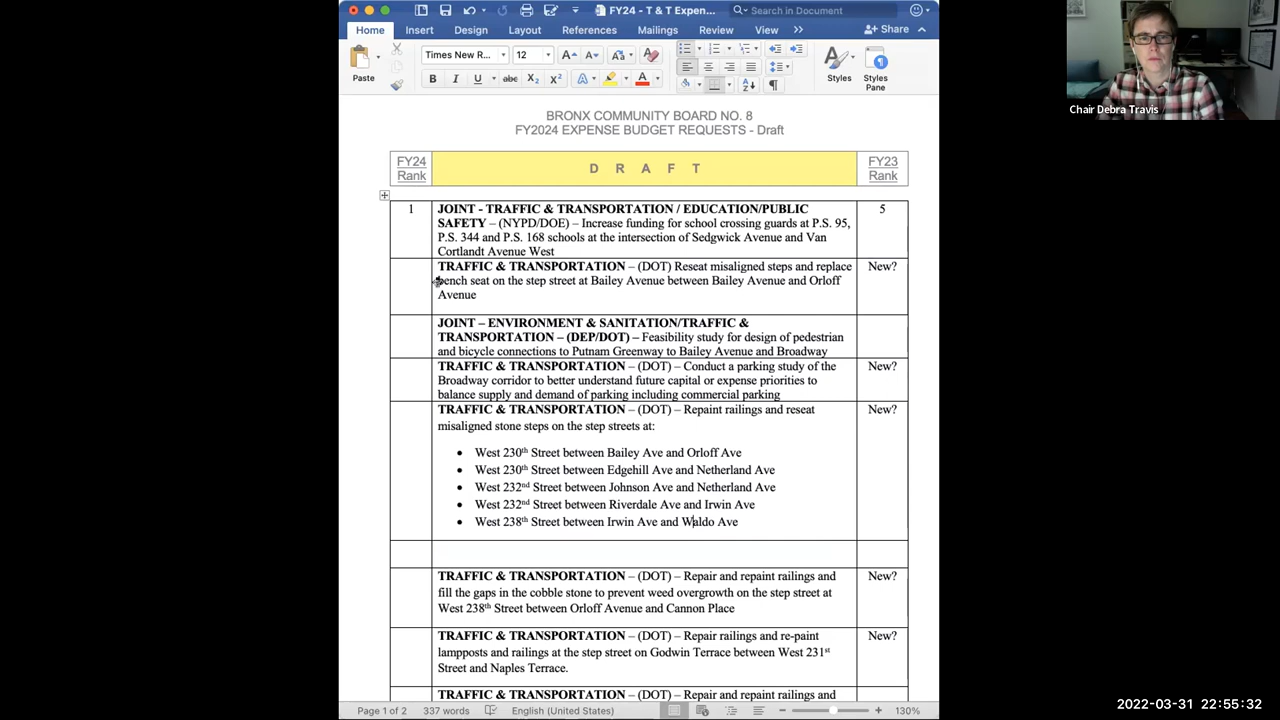 FY24 - T & T Expen...
Search in Document
Home Insert Design Layout References Mailings Review View Share
Paste
Times New R... 12
Styles
Styles Pane
BRONX COMMUNITY BOARD NO. 8
FY2024 EXPENSE BUDGET REQUESTS - Draft
FY24 Rank
D R A F T
FY23 Rank
1
JOINT - TRAFFIC & TRANSPORTATION / EDUCATION/PUBLIC
SAFETY – (NYPD/DOE) – Increase funding for school crossing guards at P.S. 95,
P.S. 344 and P.S. 168 schools at the intersection of Sedgwick Avenue and Van
Cortlandt Avenue West
5
TRAFFIC & TRANSPORTATION – (DOT) Reseat misaligned steps and replace
bench seat on the step street at Bailey Avenue between Bailey Avenue and Orloff
Avenue
New?
JOINT – ENVIRONMENT & SANITATION/TRAFFIC &
TRANSPORTATION – (DEP/DOT) – Feasibility study for design of pedestrian
and bicycle connections to Putnam Greenway to Bailey Avenue and Broadway
TRAFFIC & TRANSPORTATION – (DOT) – Conduct a parking study of the
Broadway corridor to better understand future capital or expense priorities to
balance supply and demand of parking including commercial parking
New?
TRAFFIC & TRANSPORTATION – (DOT) – Repaint railings and reseat
misaligned stone steps on the step streets at:
• West 230th Street between Bailey Ave and Orloff Ave
• West 230th Street between Edgehill Ave and Netherland Ave
• West 232nd Street between Johnson Ave and Netherland Ave
• West 232nd Street between Riverdale Ave and Irwin Ave
• West 238th Street between Irwin Ave and Waldo Ave
New?
TRAFFIC & TRANSPORTATION – (DOT) – Repair and repaint railings and
fill the gaps in the cobble stone to prevent weed overgrowth on the step street at
West 238th Street between Orloff Avenue and Cannon Place
New?
TRAFFIC & TRANSPORTATION – (DOT) – Repair railings and re-paint
lampposts and railings at the step street on Godwin Terrace between West 231st
Street and Naples Terrace.
New?
TRAFFIC & TRANSPORTATION – (DOT) – Repair and repaint railings and
Page 1 of 2 337 words English (United States) 130%
Chair Debra Travis
2022-03-31 22:55:32